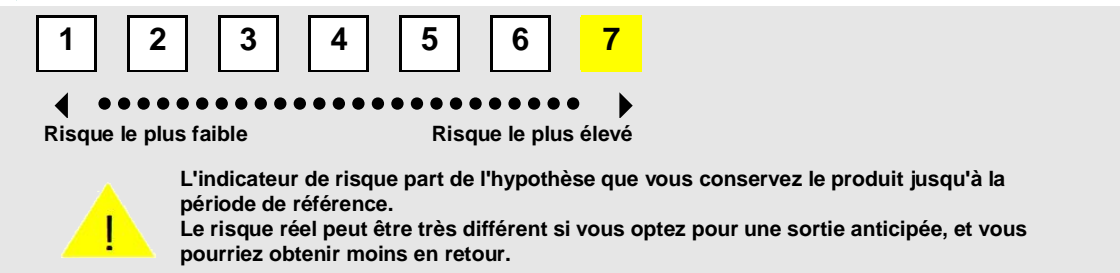 1 2 3 4 5 6 7
Risque le plus faible Risque le plus élevé
L'indicateur de risque part de l'hypothèse que vous conservez le produit jusqu'à la
période de référence.
Le risque réel peut être très différent si vous optez pour une sortie anticipée, et vous
pourriez obtenir moins en retour.
!